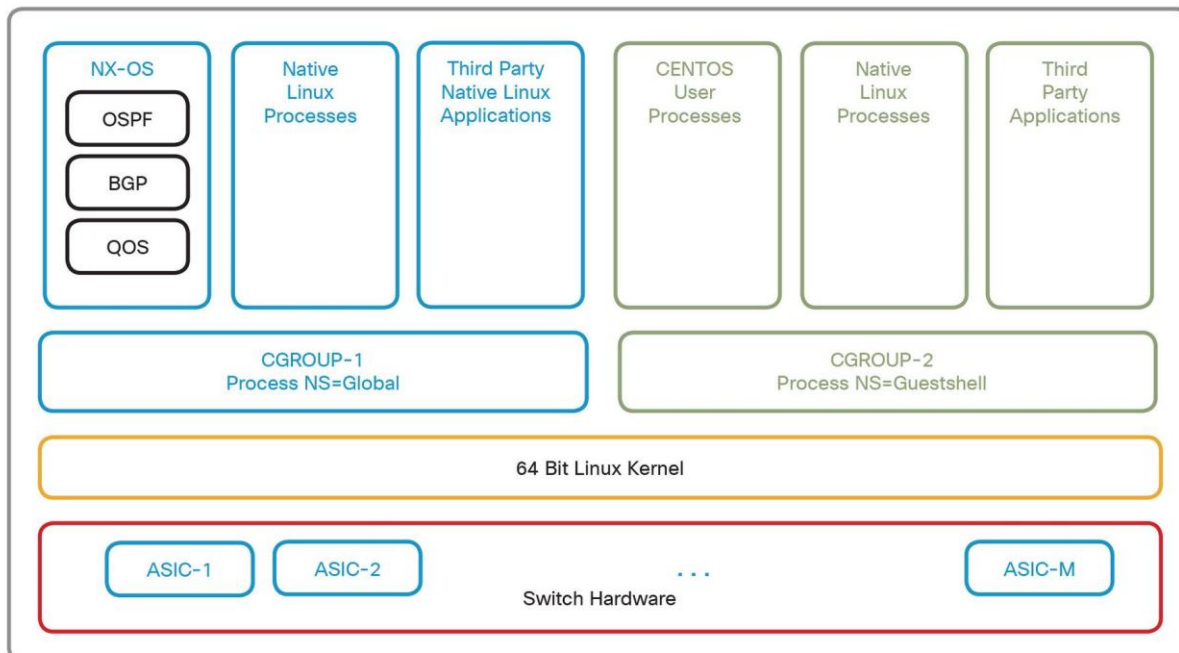 NX-OS
OSPF
BGP
QOS
Native
Linux
Processes
Third Party
Native Linux
Applications
CENTOS
User
Processes
Native
Linux
Processes
Third
Party
Applications
CGROUP-1
Process NS=Global
CGROUP-2
Process NS=Guestshell
64 Bit Linux Kernel
ASIC-1
ASIC-2
...
ASIC-M
Switch Hardware